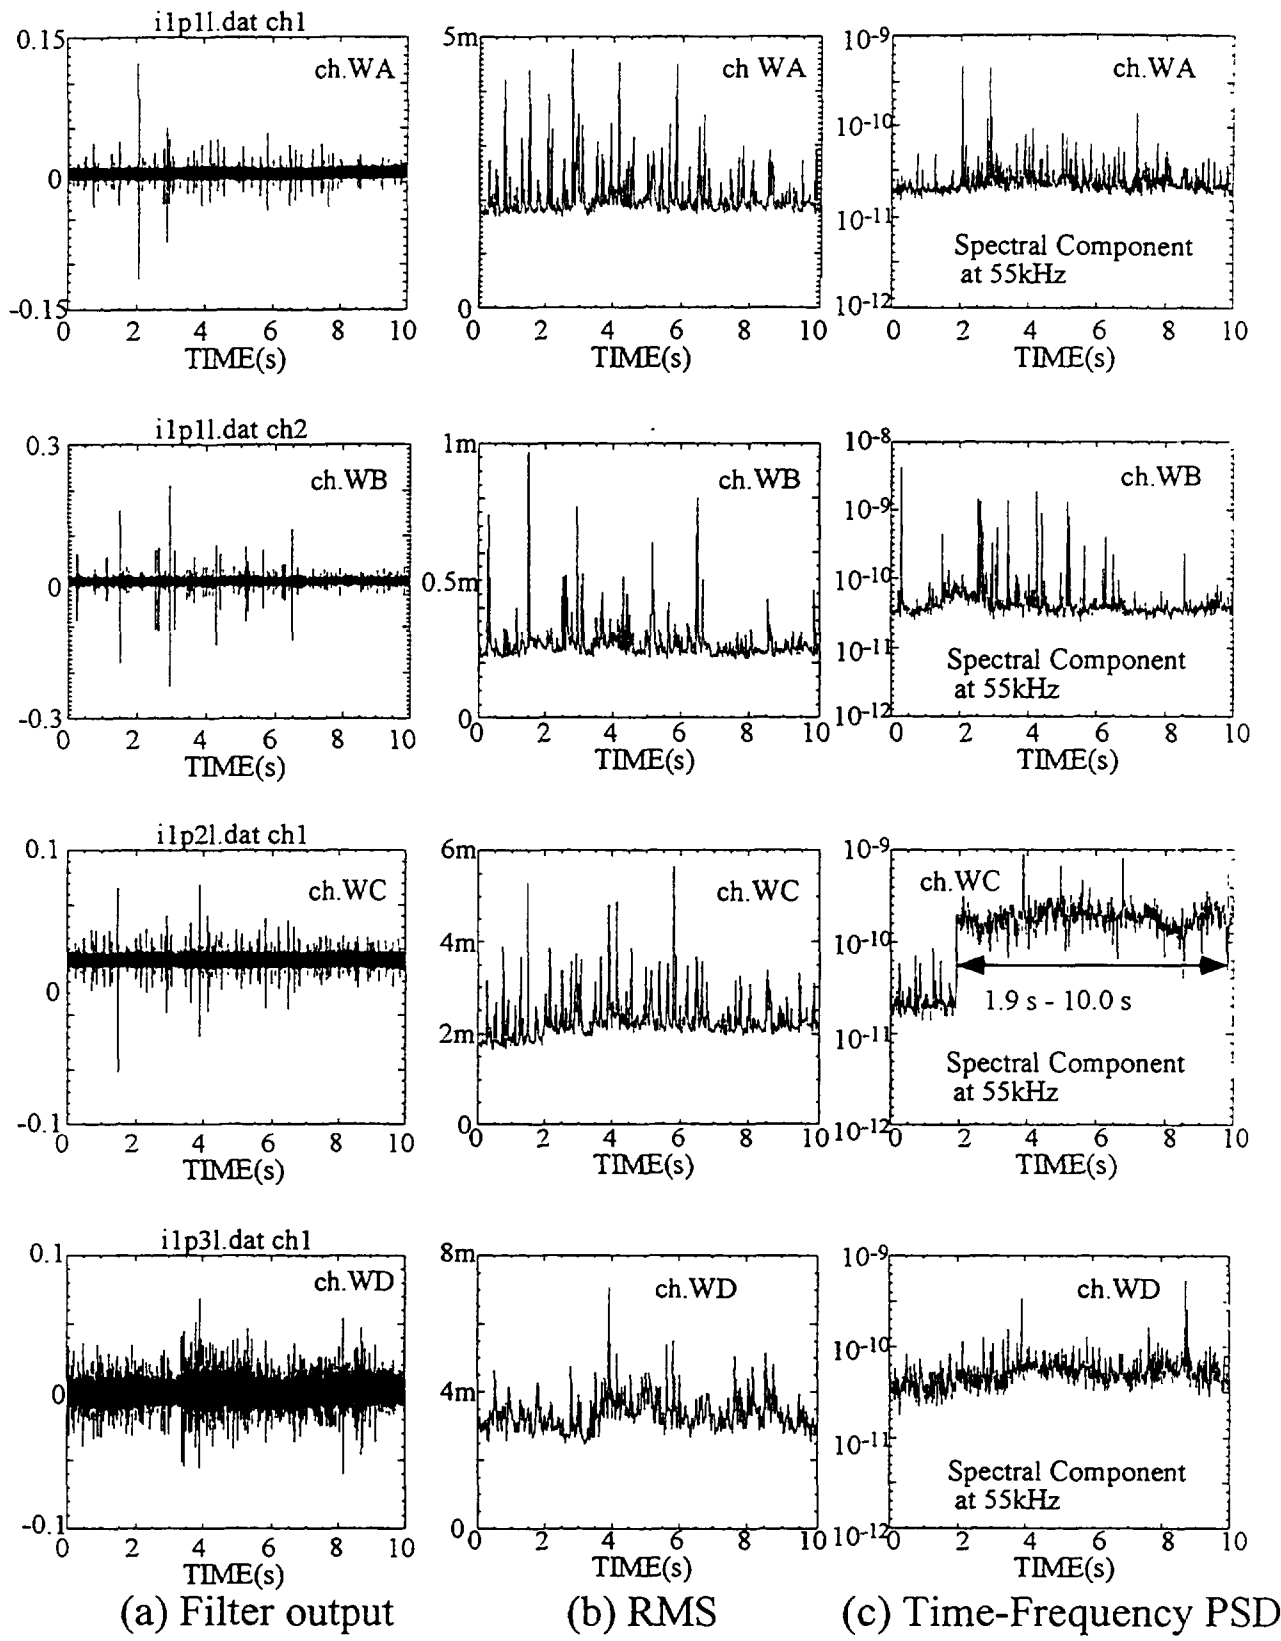 i1p1l.dat ch1
0.15
0
-0.15
ch.WA
0 2 4 6 8 10
TIME(s)
5m
0
ch WA
0 2 4 6 8 10
TIME(s)
10-9
10-10
10-11
10-12
ch.WA
Spectral Component
at 55kHz
0 2 4 6 8 10
TIME(s)
i1p1l.dat ch2
0.3
0
-0.3
ch.WB
0 2 4 6 8 10
TIME(s)
1m
0.5m
0
ch.WB
0 2 4 6 8 10
TIME(s)
10-8
10-9
10-10
10-11
10-12
ch.WB
Spectral Component
at 55kHz
0 2 4 6 8 10
TIME(s)
i1p2l.dat ch1
0.1
0
-0.1
ch.WC
0 2 4 6 8 10
TIME(s)
6m
4m
2m
0
ch.WC
0 2 4 6 8 10
TIME(s)
10-9
10-10
10-11
10-12
ch.WC
1.9 s - 10.0 s
Spectral Component
at 55kHz
0 2 4 6 8 10
TIME(s)
i1p3l.dat ch1
0.1
0
-0.1
ch.WD
0 2 4 6 8 10
TIME(s)
8m
4m
0
ch.WD
0 2 4 6 8 10
TIME(s)
10-9
10-10
10-11
10-12
ch.WD
Spectral Component
at 55kHz
0 2 4 6 8 10
TIME(s)
(a) Filter output
(b) RMS
(c) Time-Frequency PSD